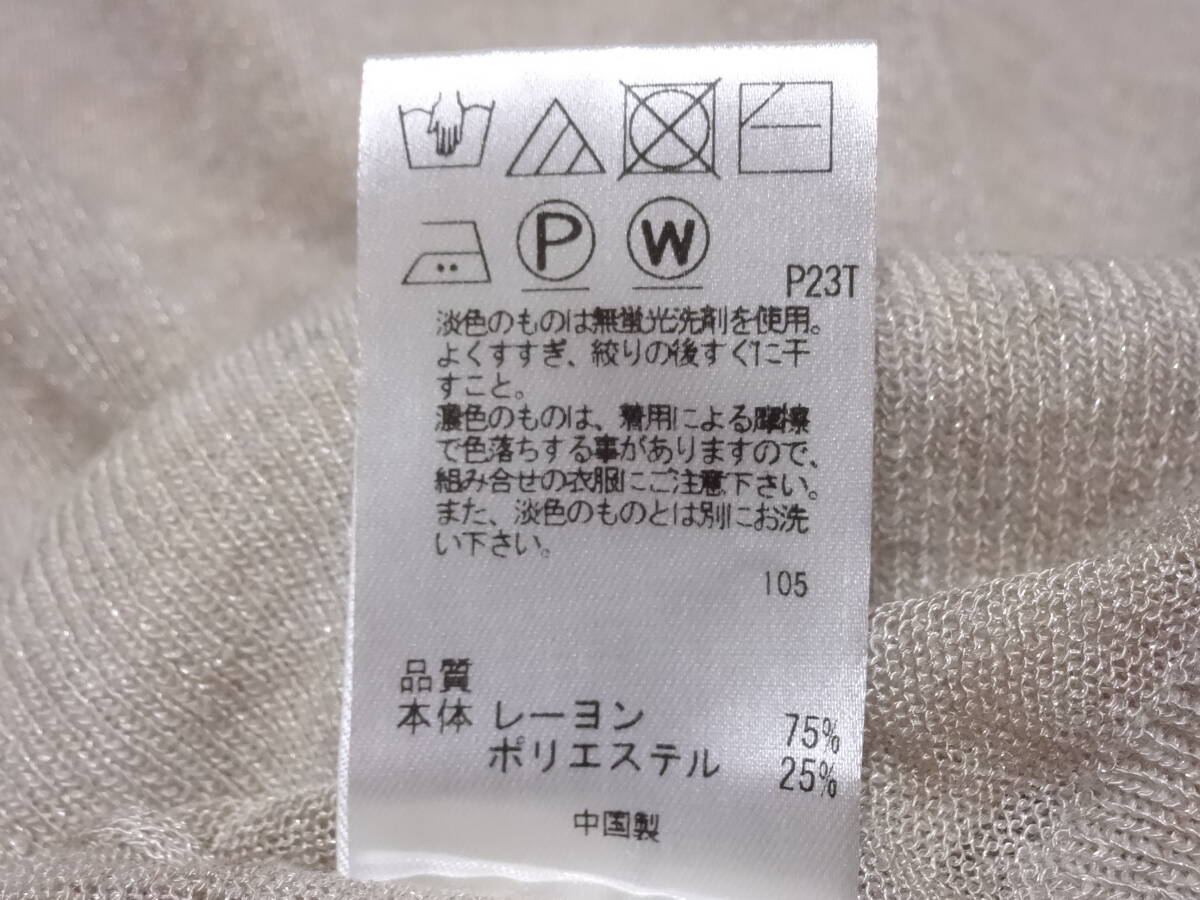 P W
P23T
淡色のものは無蛍光洗剤を使用。
よくすすぎ、絞りの後すぐに干
すこと。
濃色のものは、着用による摩擦
で色落ちする事がありますので、
組み合せの衣服にご注意下さい。
また、淡色のものとは別にお洗
い下さい。
105
品質
本体 レーヨン 75%
ポリエステル 25%
中国製